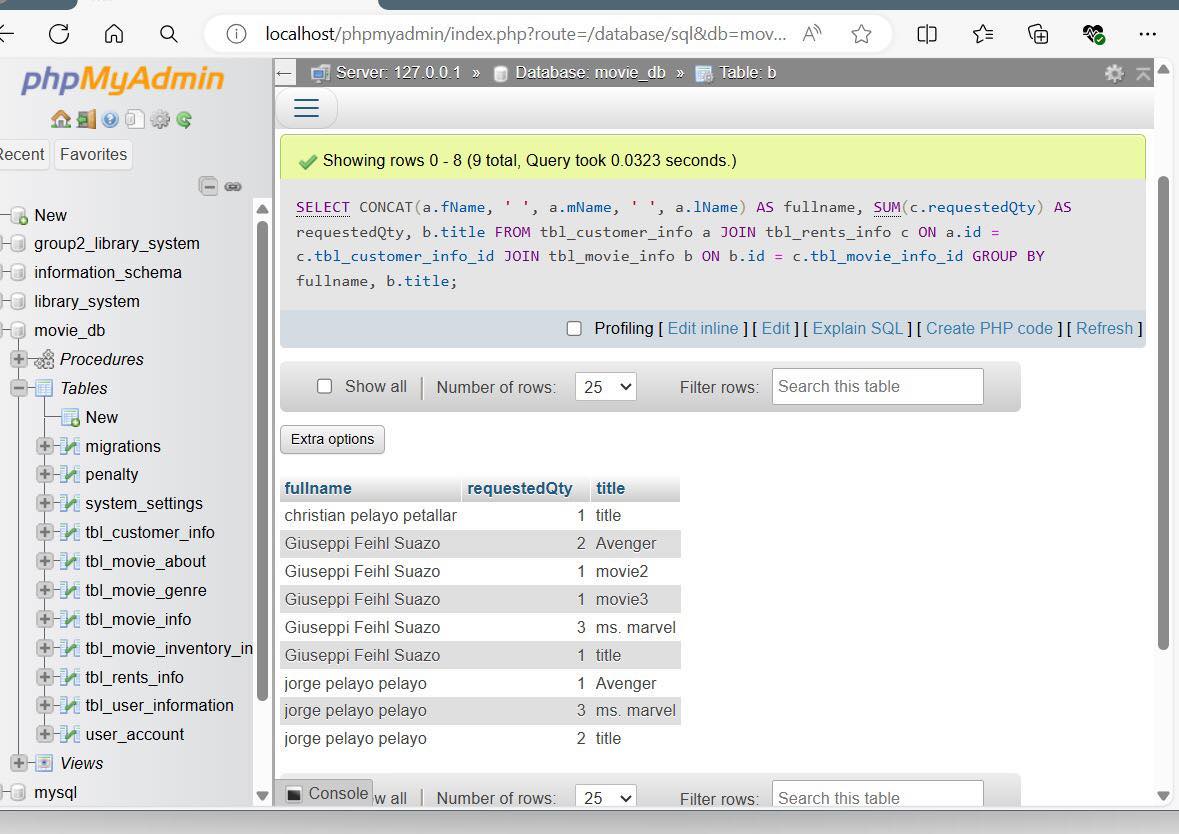 localhost/phpmyadmin/index.php?route=/database/sql&db=mov...
phpMyAdmin
Recent Favorites
New
group2_library_system
information_schema
library_system
movie_db
Procedures
Tables
New
migrations
penalty
system_settings
tbl_customer_info
tbl_movie_about
tbl_movie_genre
tbl_movie_info
tbl_movie_inventory_in
tbl_rents_info
tbl_user_information
user_account
Views
mysql
Server: 127.0.0.1 » Database: movie_db » Table: b
Showing rows 0 - 8 (9 total, Query took 0.0323 seconds.)
SELECT CONCAT(a.fName, ' ', a.mName, ' ', a.lName) AS fullname, SUM(c.requestedQty) AS
requestedQty, b.title FROM tbl_customer_info a JOIN tbl_rents_info c ON a.id =
c.tbl_customer_info_id JOIN tbl_movie_info b ON b.id = c.tbl_movie_info_id GROUP BY
fullname, b.title;
Profiling [ Edit inline ] [ Edit ] [ Explain SQL ] [ Create PHP code ] [ Refresh ]
Show all Number of rows: 25 Filter rows: Search this table
Extra options
fullname requestedQty title
christian pelayo petallar 1 title
Giuseppi Feihl Suazo 2 Avenger
Giuseppi Feihl Suazo 1 movie2
Giuseppi Feihl Suazo 1 movie3
Giuseppi Feihl Suazo 3 ms. marvel
Giuseppi Feihl Suazo 1 title
jorge pelayo pelayo 1 Avenger
jorge pelayo pelayo 3 ms. marvel
jorge pelayo pelayo 2 title
Console w all Number of rows: 25 Filter rows: Search this table